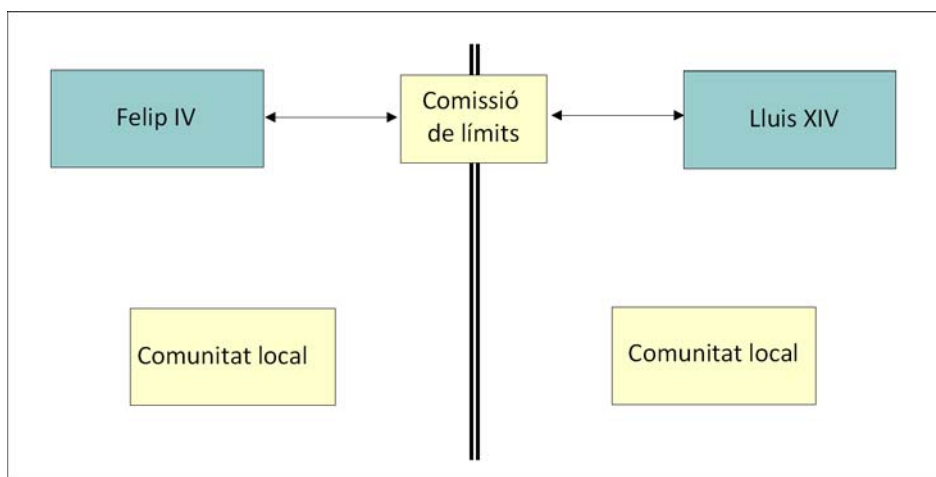 Felip IV
Comissió
de límits
Lluis XIV
Comunitat local
Comunitat local